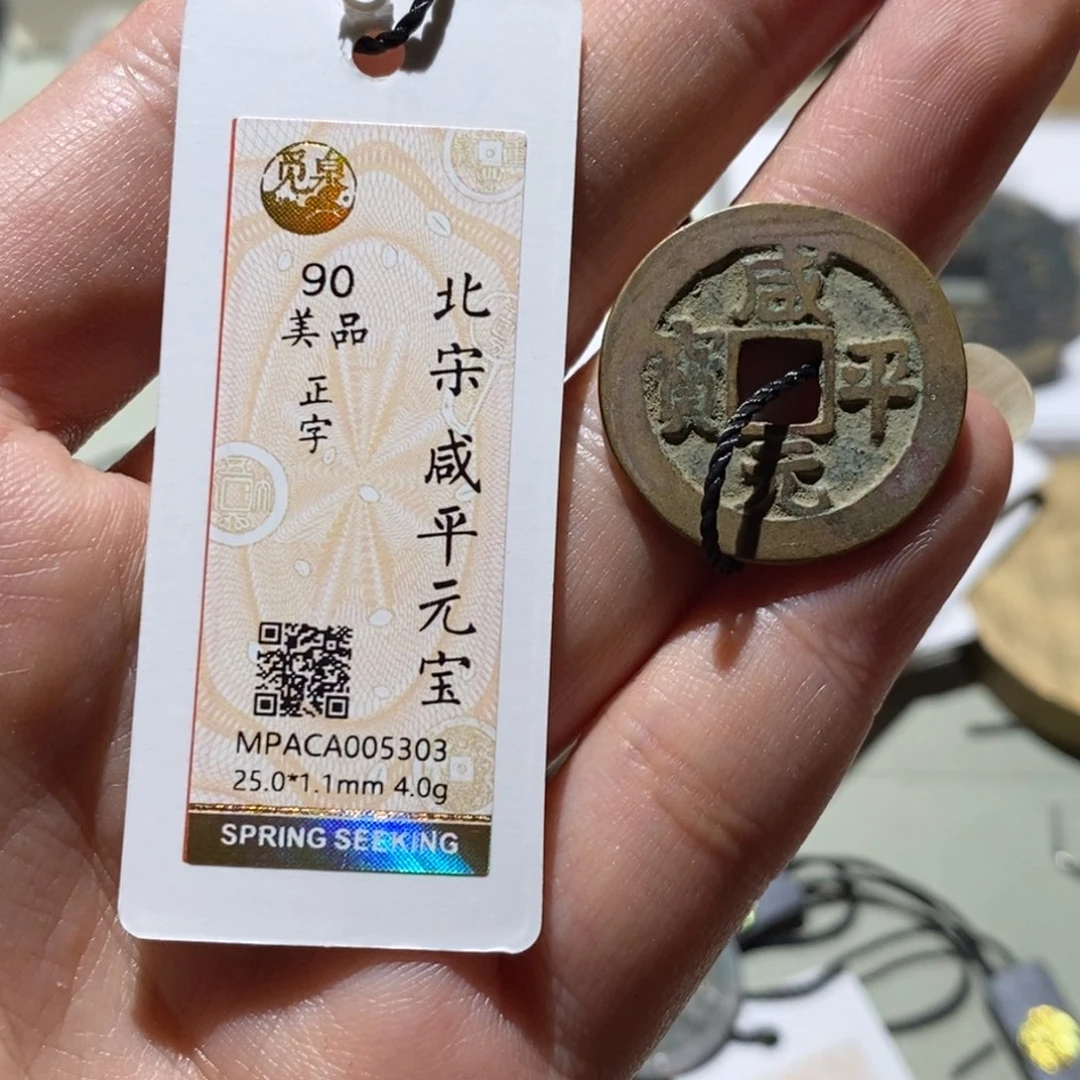 觅泉
90
美品
正字
北宋咸平元宝
MPACA005303
25.0*1.1mm 4.0g
SPRING SEEKING
咸平元寳